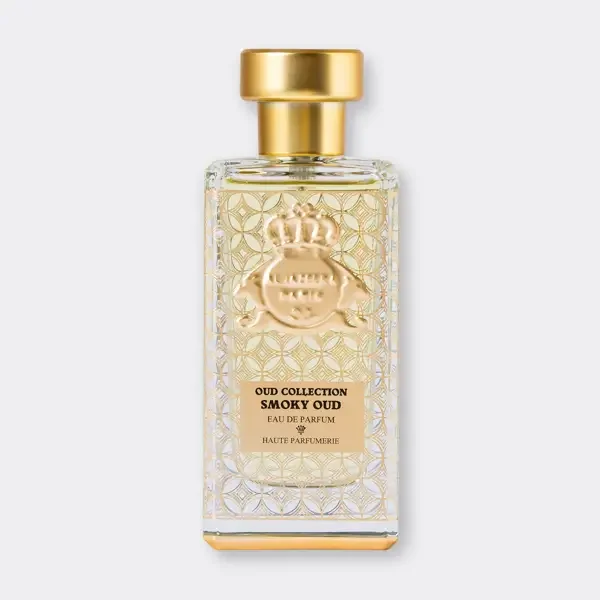 OUD COLLECTION
SMOKY OUD
EAU DE PARFUM
HAUTE PARFUMERIE